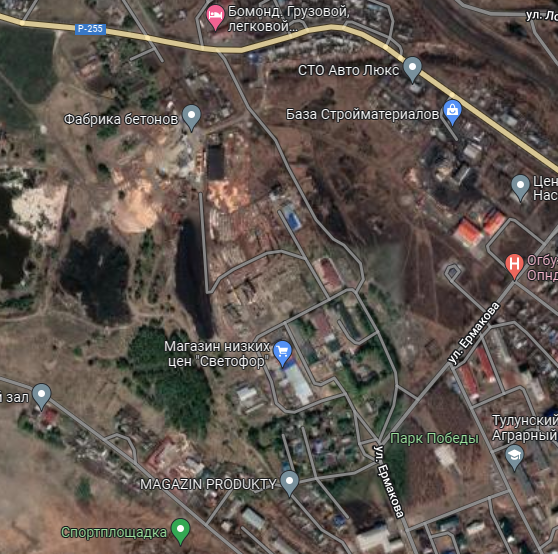 Бомонд. Грузовой,
легковой...
ул. Ло
Р-255
СТО Авто Люкс
База Стройматериалов
Фабрика бетонов
Цен
Нас
Огбу
Опнд
ул. Ермакова
Магазин низких
цен "Светофор"
й зал
Парк Победы
Тулунский
Аграрный
ул. Ермакова
MAGAZIN PRODUKTY
Спортплощадка